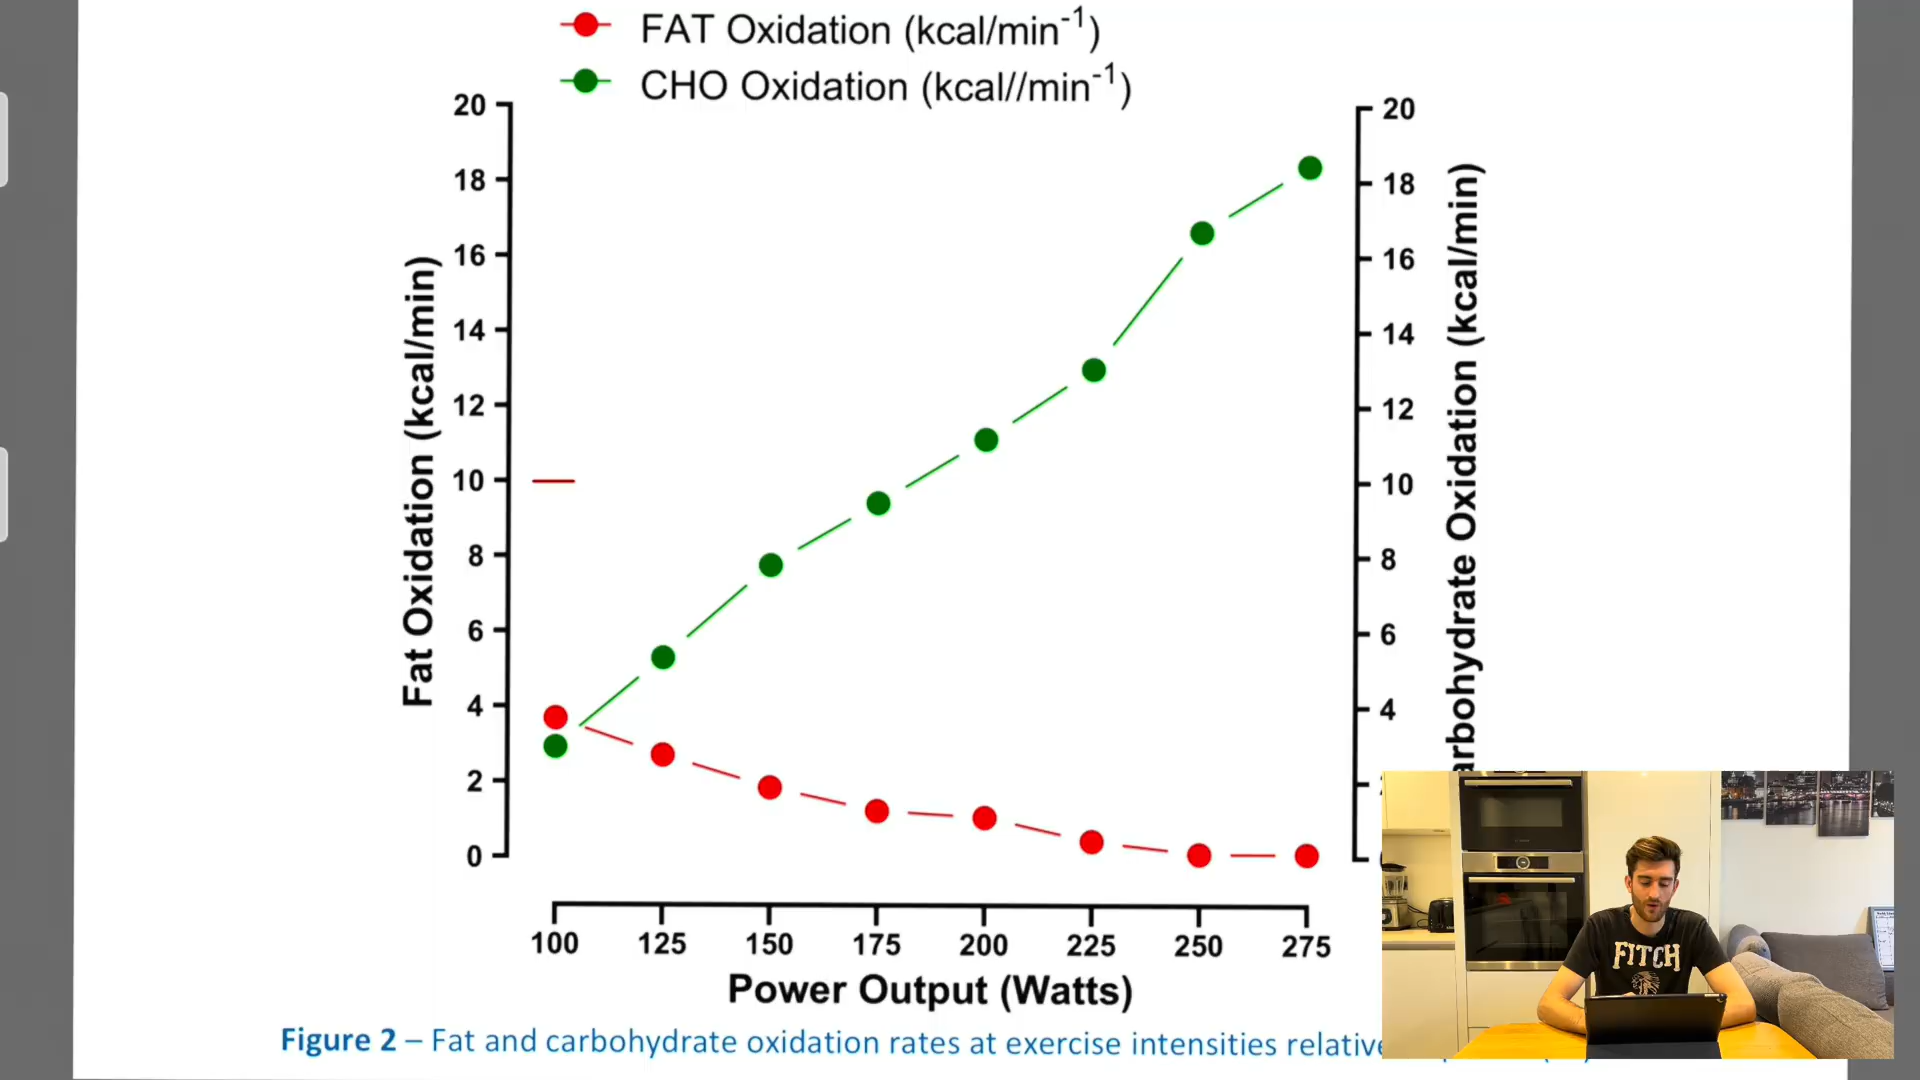 FAT Oxidation (kcal/min⁻¹)
CHO Oxidation (kcal//min⁻¹)
20
18
16
14
12
10
8
6
4
2
0
Fat Oxidation (kcal/min)
20
18
16
14
12
10
8
6
4
arbohydrate Oxidation (kcal/min)
100 125 150 175 200 225 250 275
Power Output (Watts)
Figure 2 – Fat and carbohydrate oxidation rates at exercise intensities relative
FITCH